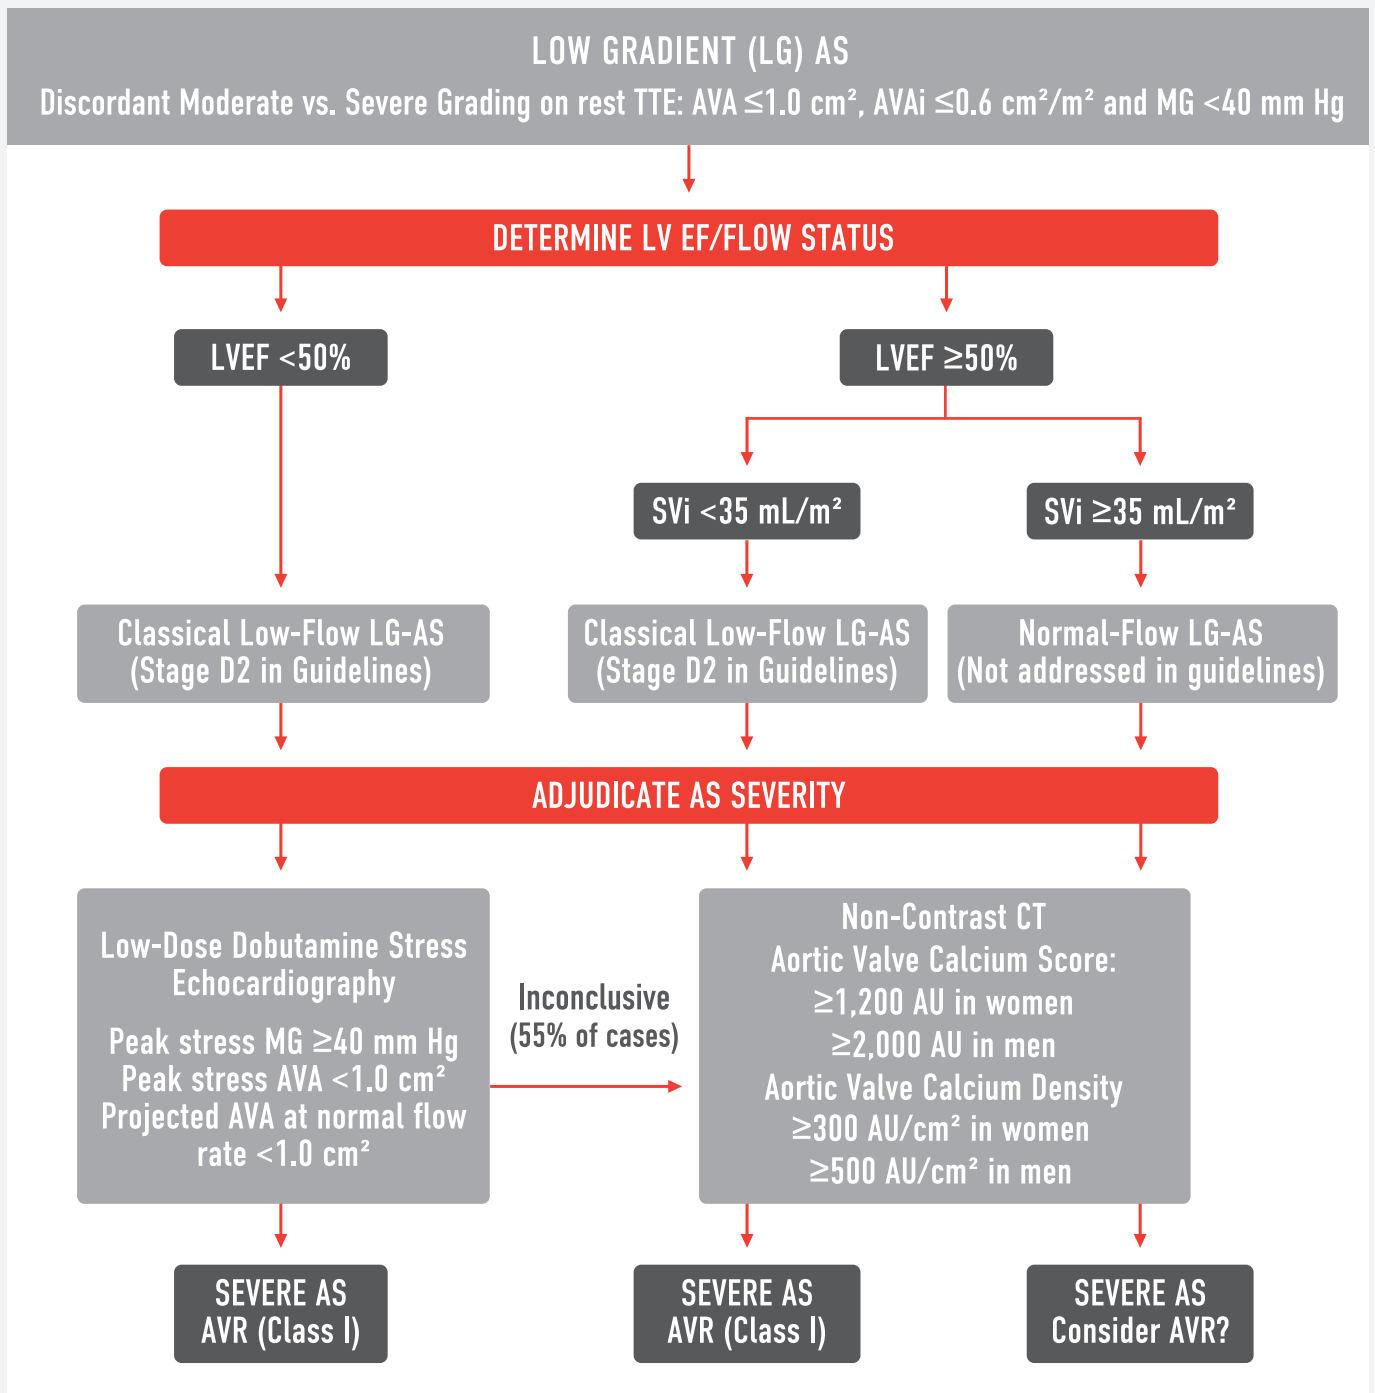 LOW GRADIENT (LG) AS
Discordant Moderate vs. Severe Grading on rest TTE: AVA ≤1.0 cm², AVAi ≤0.6 cm²/m² and MG <40 mm Hg
DETERMINE LV EF/FLOW STATUS
LVEF <50%
LVEF ≥50%
SVi <35 mL/m²
SVi ≥35 mL/m²
Classical Low-Flow LG-AS
(Stage D2 in Guidelines)
Classical Low-Flow LG-AS
(Stage D2 in Guidelines)
Normal-Flow LG-AS
(Not addressed in guidelines)
ADJUDICATE AS SEVERITY
Low-Dose Dobutamine Stress
Echocardiography
Peak stress MG ≥40 mm Hg
Peak stress AVA <1.0 cm²
Projected AVA at normal flow
rate <1.0 cm²
Inconclusive
(55% of cases)
Non-Contrast CT
Aortic Valve Calcium Score:
≥1,200 AU in women
≥2,000 AU in men
Aortic Valve Calcium Density
≥300 AU/cm² in women
≥500 AU/cm² in men
SEVERE AS
AVR (Class I)
SEVERE AS
AVR (Class I)
SEVERE AS
Consider AVR?